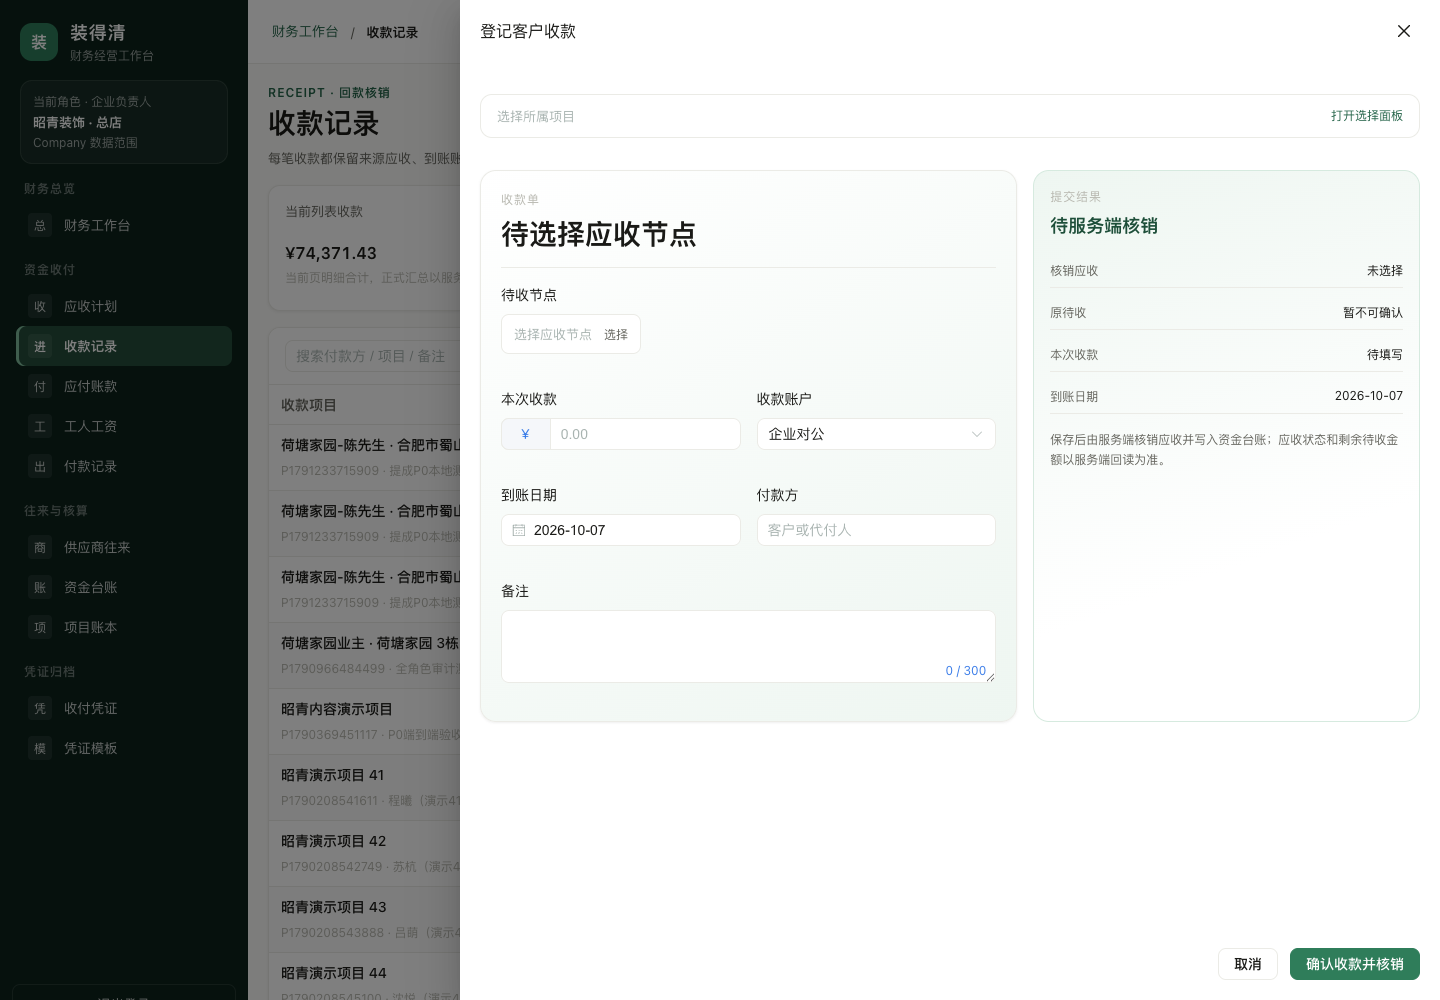 装
装得清
财务经营工作台
当前角色 · 企业负责人
昭青装饰 · 总店
Company 数据范围
财务总览
总 财务工作台
资金收付
收 应收计划
进 收款记录
付 应付账款
工 工人工资
出 付款记录
往来与核算
商 供应商往来
账 资金台账
项 项目账本
凭证归档
凭 收付凭证
模 凭证模板
财务工作台 / 收款记录
RECEIPT · 回款核销
收款记录
每笔收款都保留来源应收、到账账
当前列表收款
¥74,371.43
当前页明细合计，正式汇总以服务
搜索付款方 / 项目 / 备注
收款项目
荷塘家园-陈先生 · 合肥市蜀山
P1791233715909 · 提成P0本地测
荷塘家园-陈先生 · 合肥市蜀山
P1791233715909 · 提成P0本地测
荷塘家园-陈先生 · 合肥市蜀山
P1791233715909 · 提成P0本地测
荷塘家园业主 · 荷塘家园 3栋
P1790966484499 · 全角色审计
昭青内容演示项目
P1790369451117 · P0端到端验收
昭青演示项目 41
P1790208541611 · 程曦（演示41
昭青演示项目 42
P1790208542749 · 苏杭（演示4
昭青演示项目 43
P1790208543888 · 吕萌（演示4
昭青演示项目 44
P1790208545100 · 沈悦（演示4
登记客户收款
选择所属项目 打开选择面板
收款单
待选择应收节点
待收节点
选择应收节点 选择
本次收款 收款账户
¥ 0.00 企业对公
到账日期 付款方
2026-10-07 客户或代付人
备注
0 / 300
提交结果
待服务端核销
核销应收 未选择
原待收 暂不可确认
本次收款 待填写
到账日期 2026-10-07
保存后由服务端核销应收并写入资金台账；应收状态和剩余待收金
额以服务端回读为准。
取消 确认收款并核销